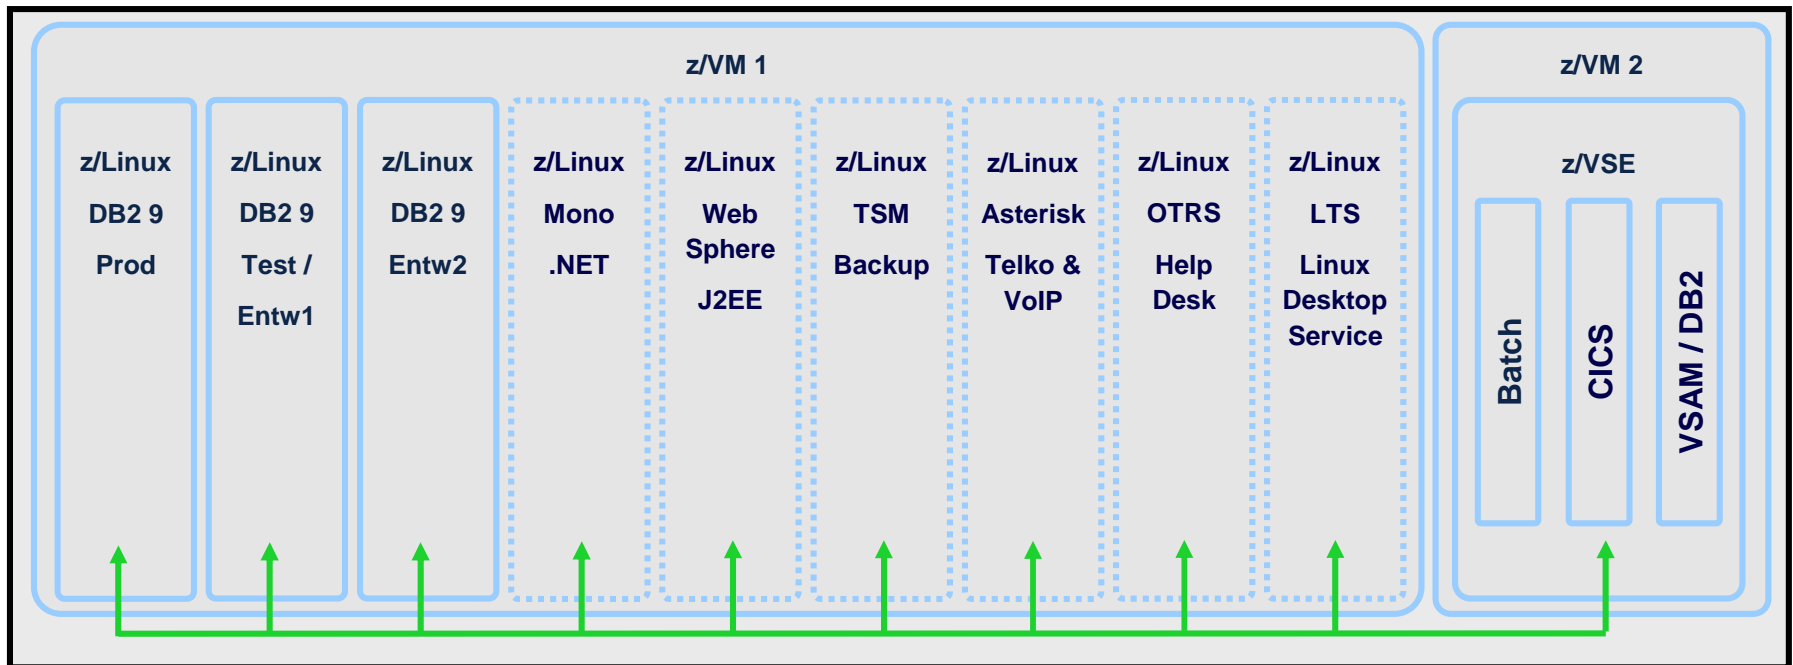 z/VM 1
z/Linux
DB2 9
Prod
z/Linux
DB2 9
Test /
Entw1
z/Linux
DB2 9
Entw2
z/Linux
Mono
.NET
z/Linux
Web
Sphere
J2EE
z/Linux
TSM
Backup
z/Linux
Asterisk
Telko &
VoIP
z/Linux
OTRS
Help
Desk
z/Linux
LTS
Linux
Desktop
Service
z/VM 2
z/VSE
Batch
CICS
VSAM / DB2